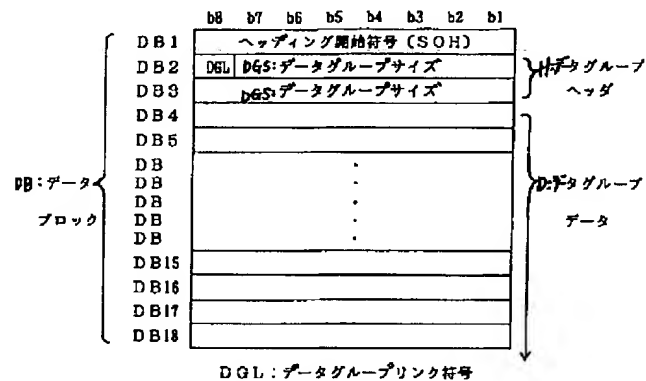 b8 b7 b6 b5 b4 b3 b2 b1
DB1 ヘッディング開始符号(SOH)
DB2 DGL DGS:データグループサイズ
DB3 DGS:データグループサイズ
H:データグループ
ヘッダ
DB4
DB5
DB
DB
DB
DB
DB
DB:データ
ブロック
D:データグループ
データ
DB15
DB16
DB17
DB18
DGL:データグループリンク符号